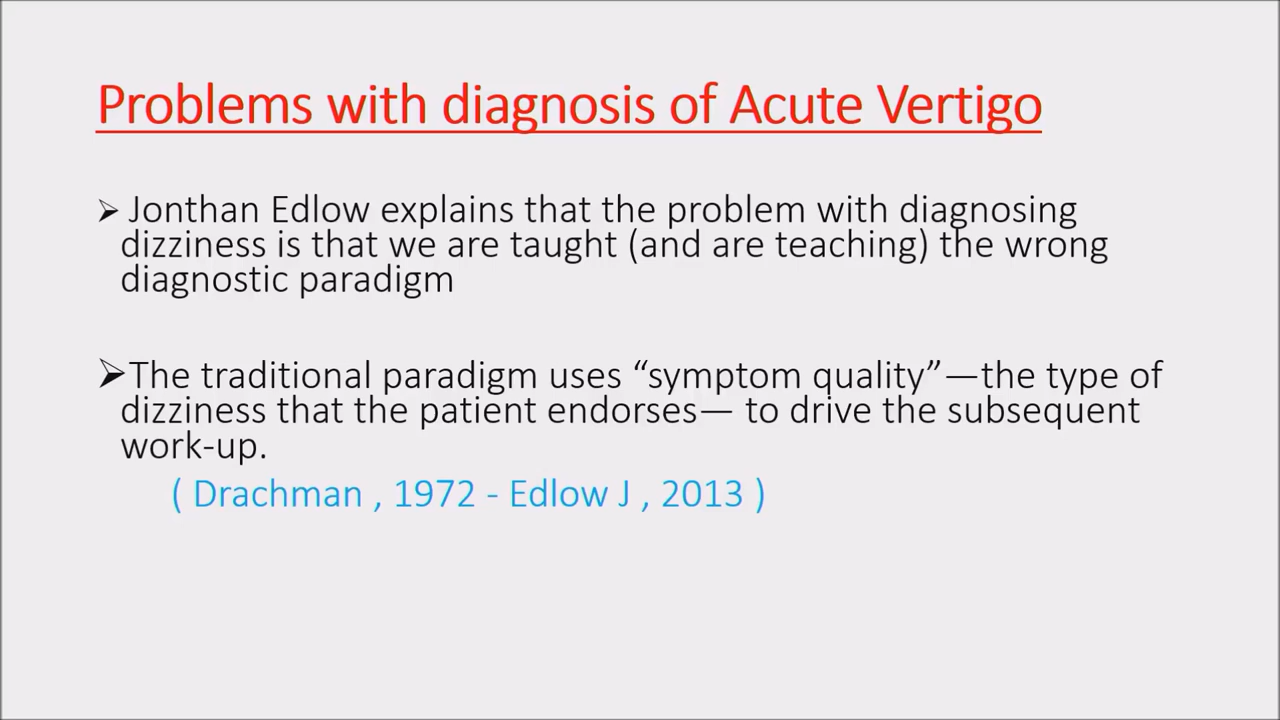 Problems with diagnosis of Acute Vertigo
➢ Jonthan Edlow explains that the problem with diagnosing
dizziness is that we are taught (and are teaching) the wrong
diagnostic paradigm
➢The traditional paradigm uses “symptom quality”—the type of
dizziness that the patient endorses— to drive the subsequent
work-up.
( Drachman , 1972 - Edlow J , 2013 )